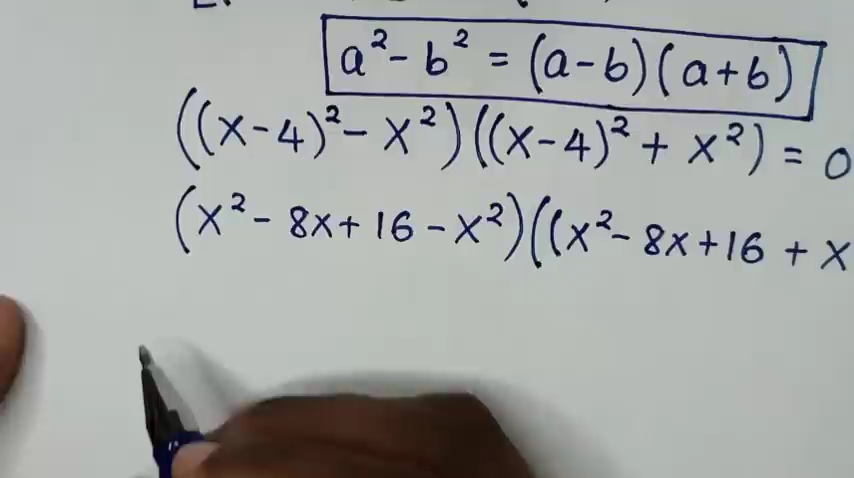 a² - b² = (a-b)(a+b)
((x-4)² - x²)((x-4)² + x²) = 0
(x² - 8x + 16 - x²)((x² - 8x + 16 + x